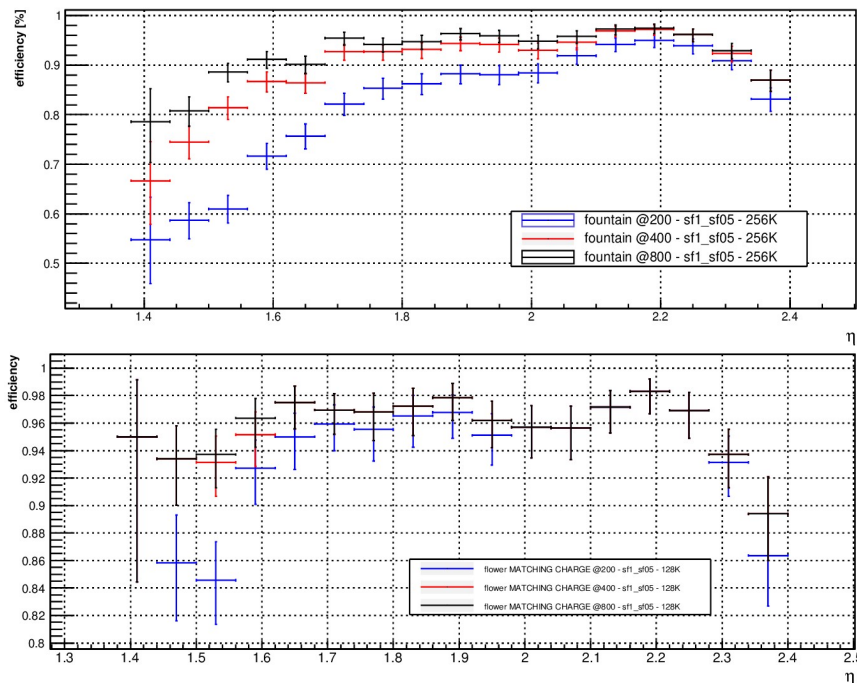 efficiency [%]
1
0.9
0.8
0.7
0.6
0.5
fountain @200 - sf1_sf05 - 256K
fountain @400 - sf1_sf05 - 256K
fountain @800 - sf1_sf05 - 256K
1.4 1.6 1.8 2 2.2 2.4
η
efficiency
1
0.98
0.96
0.94
0.92
0.9
0.88
0.86
0.84
0.82
0.8
flower MATCHING CHARGE @200 - sf1_sf05 - 128K
flower MATCHING CHARGE @400 - sf1_sf05 - 128K
flower MATCHING CHARGE @800 - sf1_sf05 - 128K
1.3 1.4 1.5 1.6 1.7 1.8 1.9 2 2.1 2.2 2.3 2.4 2.5
η